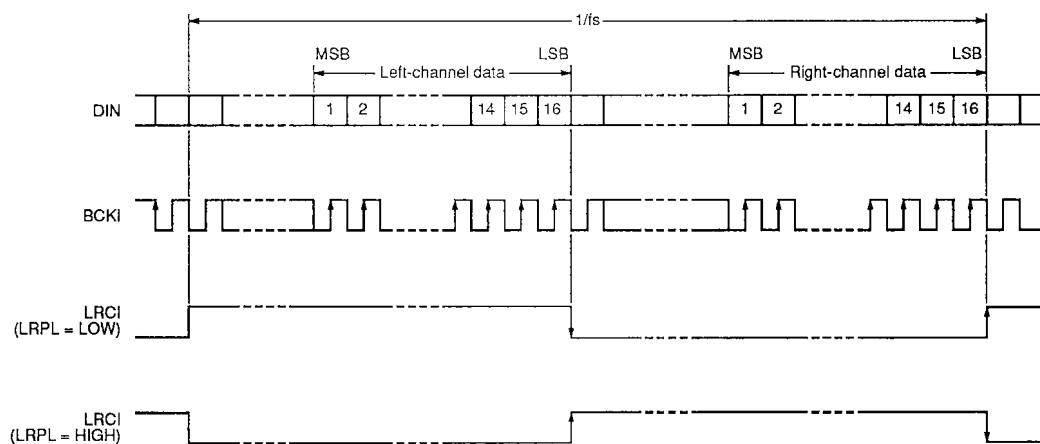 1/fs
MSB LSB MSB LSB
Left-channel data Right-channel data
DIN 1 2 14 15 16 1 2 14 15 16
BCKI
LRCI
(LRPL = LOW)
LRCI
(LRPL = HIGH)